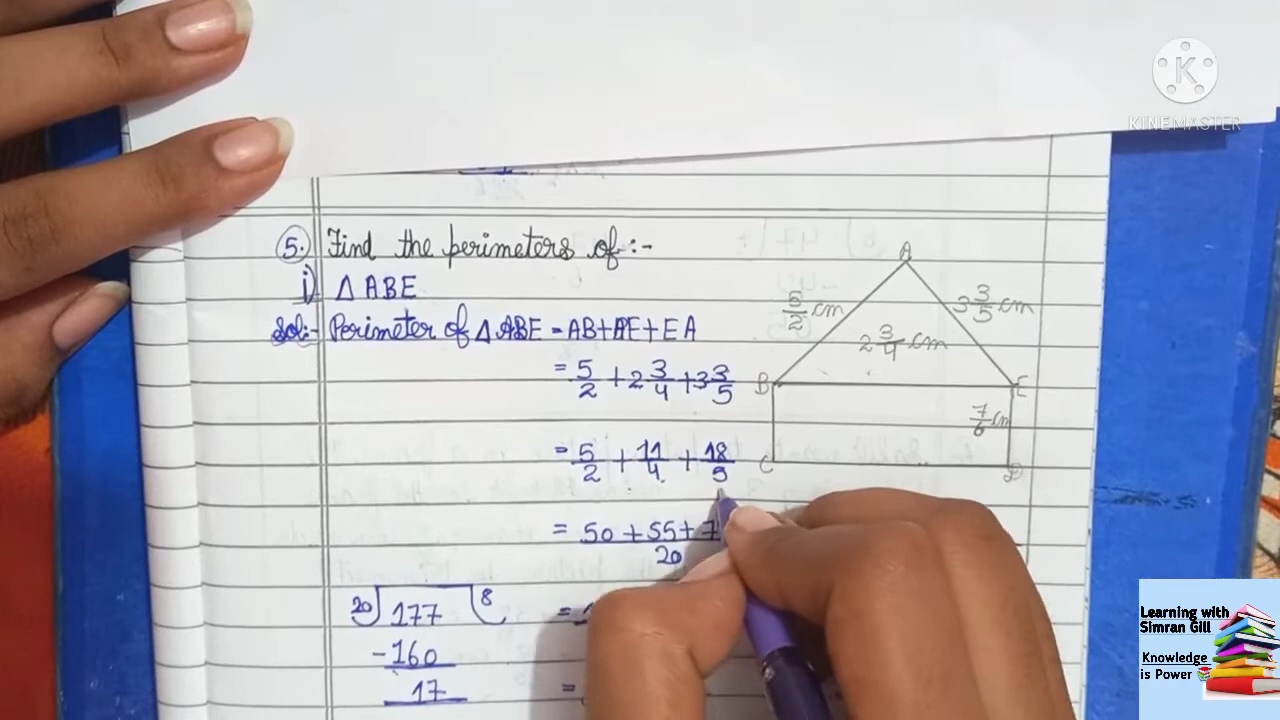 5. Find the perimeters of :-
i) Δ ABE
Sol:- Perimeter of Δ ABE = AB+BE+EA
= 5/2 + 2 3/4 + 3 3/5
= 5/2 + 11/4 + 18/5
= 50 + 55 + 7
20
20 177 8
-160
17
=
=
A
5/2 cm
3 3/5 cm
2 3/4 cm
B
E
7/6 cm
C
D
K
KINEMASTER
Learning with
Simran Gill
Knowledge
is Power